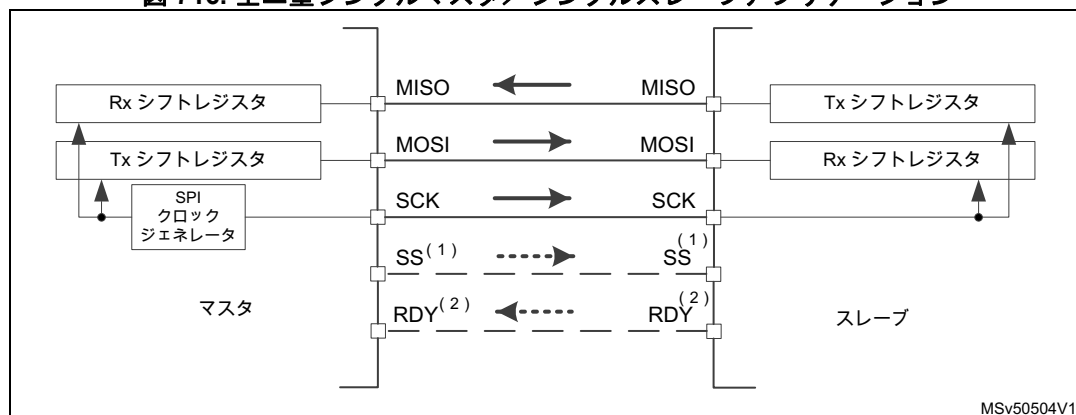 MISO
MISO
Rx シフトレジスタ
Tx シフトレジスタ
MOSI
MOSI
Tx シフトレジスタ
Rx シフトレジスタ
SPI
クロック
ジェネレータ
SCK
SCK
SS(1)
SS(1)
RDY(2)
RDY(2)
マスタ
スレーブ
MSv50504V1